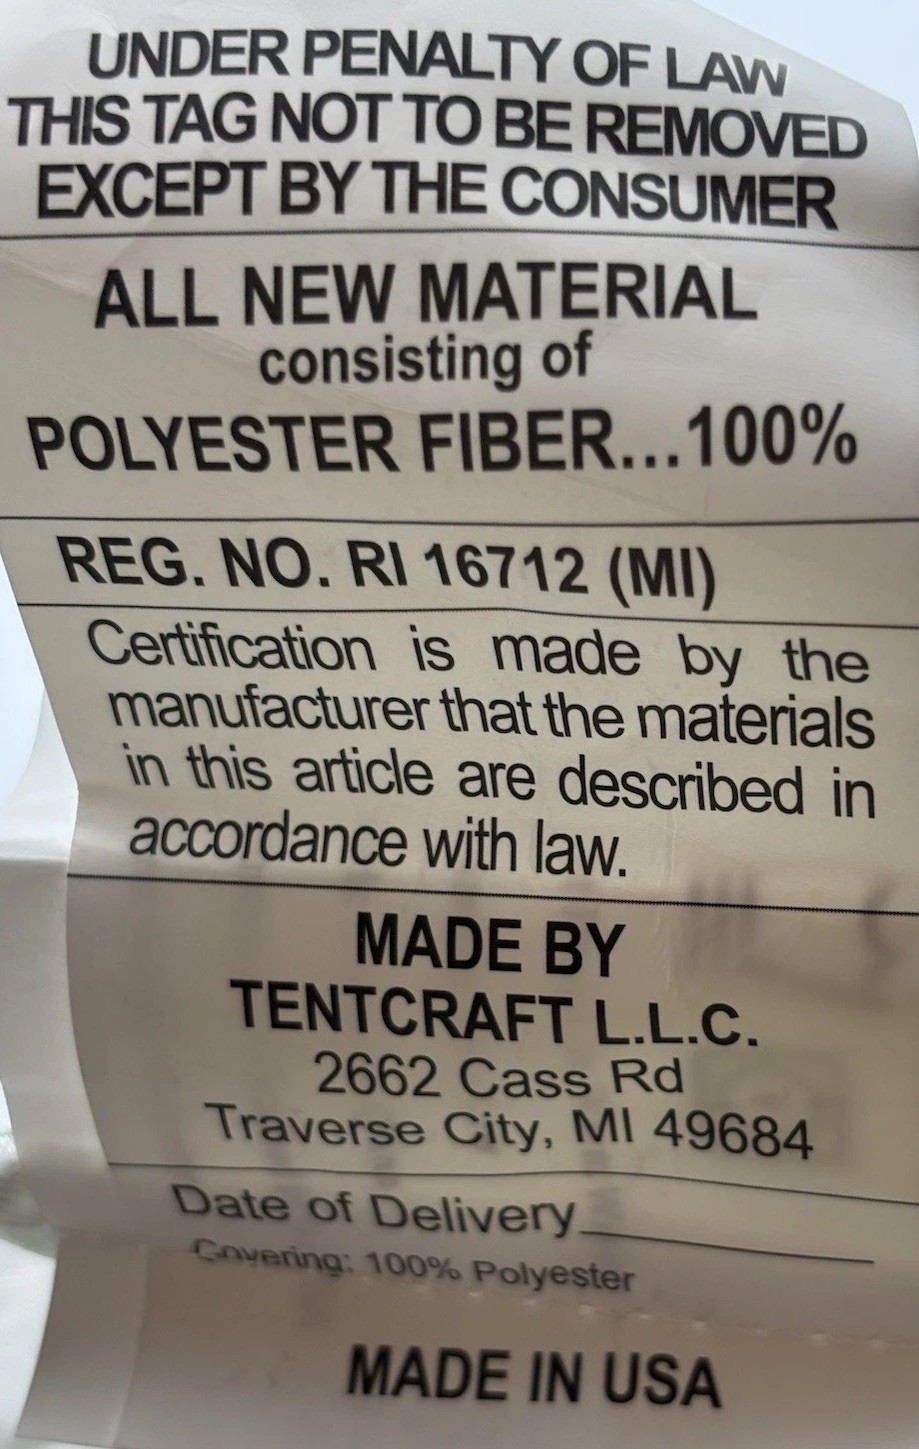 UNDER PENALTY OF LAW
THIS TAG NOT TO BE REMOVED
EXCEPT BY THE CONSUMER
ALL NEW MATERIAL
consisting of
POLYESTER FIBER...100%
REG. NO. RI 16712 (MI)
Certification is made by the
manufacturer that the materials
in this article are described in
accordance with law.
MADE BY
TENTCRAFT L.L.C.
2662 Cass Rd
Traverse City, MI 49684
Date of Delivery
Covering: 100% Polyester
MADE IN USA